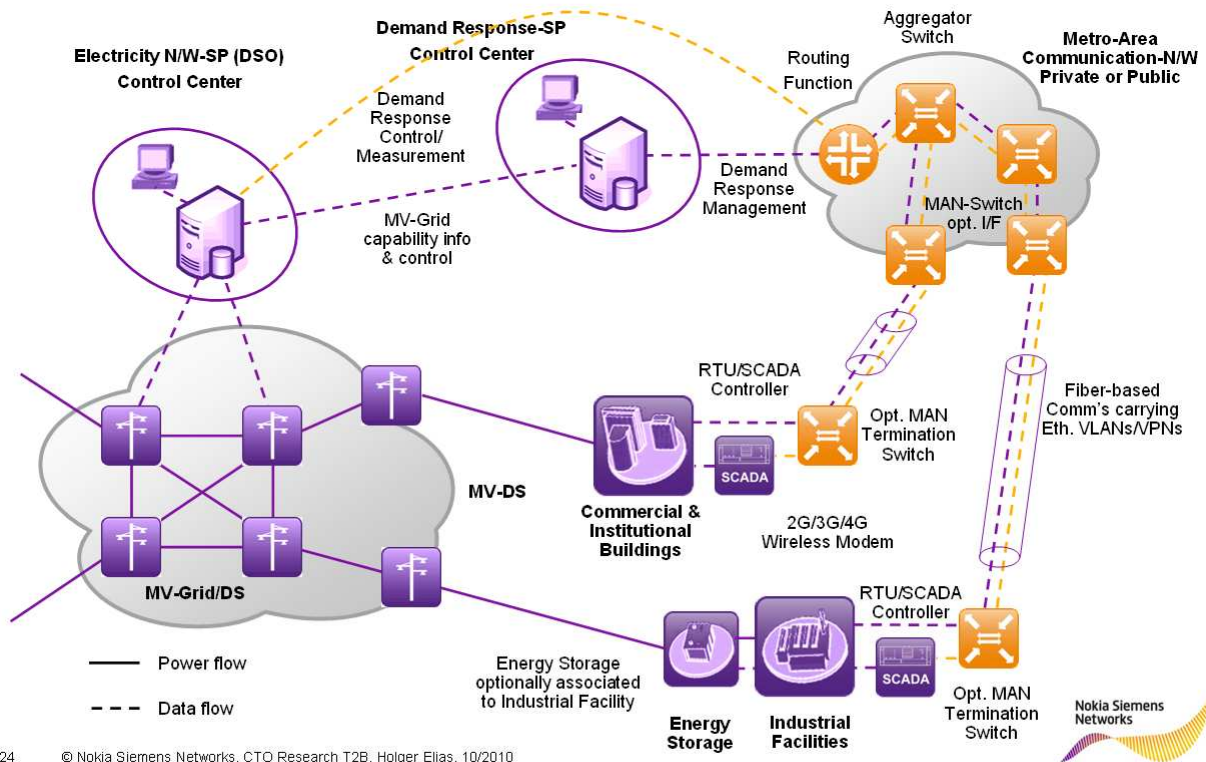 Electricity N/W-SP (DSO)
Control Center
Demand Response-SP
Control Center
Aggregator
Switch
Metro-Area
Communication-N/W
Private or Public
Routing
Function
Demand
Response
Control/
Measurement
Demand
Response
Management
MV-Grid
capability info
& control
MAN-Switch
opt. I/F
RTU/SCADA
Controller
Opt. MAN
Termination
Switch
Fiber-based
Comm's carrying
Eth. VLANs/VPNs
SCADA
MV-DS
Commercial &
Institutional
Buildings
2G/3G/4G
Wireless Modem
MV-Grid/DS
RTU/SCADA
Controller
SCADA
Power flow
Data flow
Energy Storage
optionally associated
to Industrial Facility
Energy
Storage
Industrial
Facilities
Opt. MAN
Termination
Switch
Nokia Siemens
Networks
24 © Nokia Siemens Networks, CTO Research T2B, Holger Elias, 10/2010